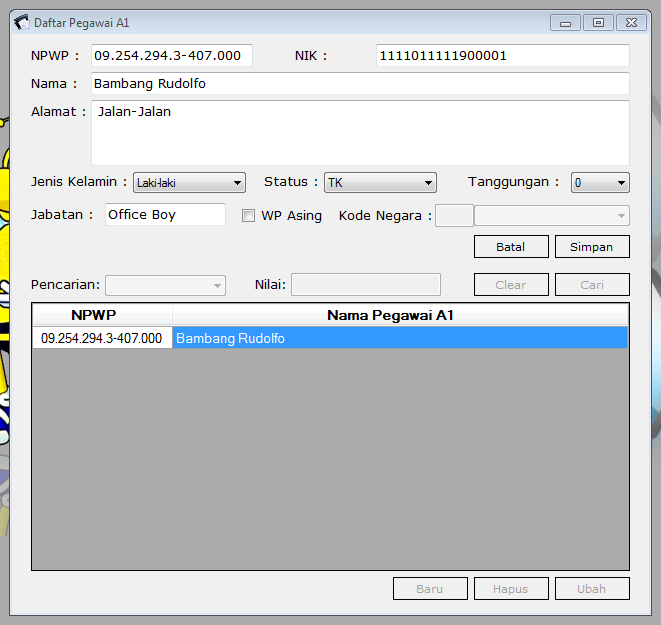 Daftar Pegawai A1
NPWP : 09.254.294.3-407.000 NIK : 1111011111900001
Nama : Bambang Rudolfo
Alamat : Jalan-Jalan
Jenis Kelamin : Laki-laki Status : TK Tanggungan : 0
Jabatan : Office Boy WP Asing Kode Negara :
Batal Simpan
Pencarian: Nilai: Clear Cari
NPWP Nama Pegawai A1
09.254.294.3-407.000 Bambang Rudolfo
Baru Hapus Ubah